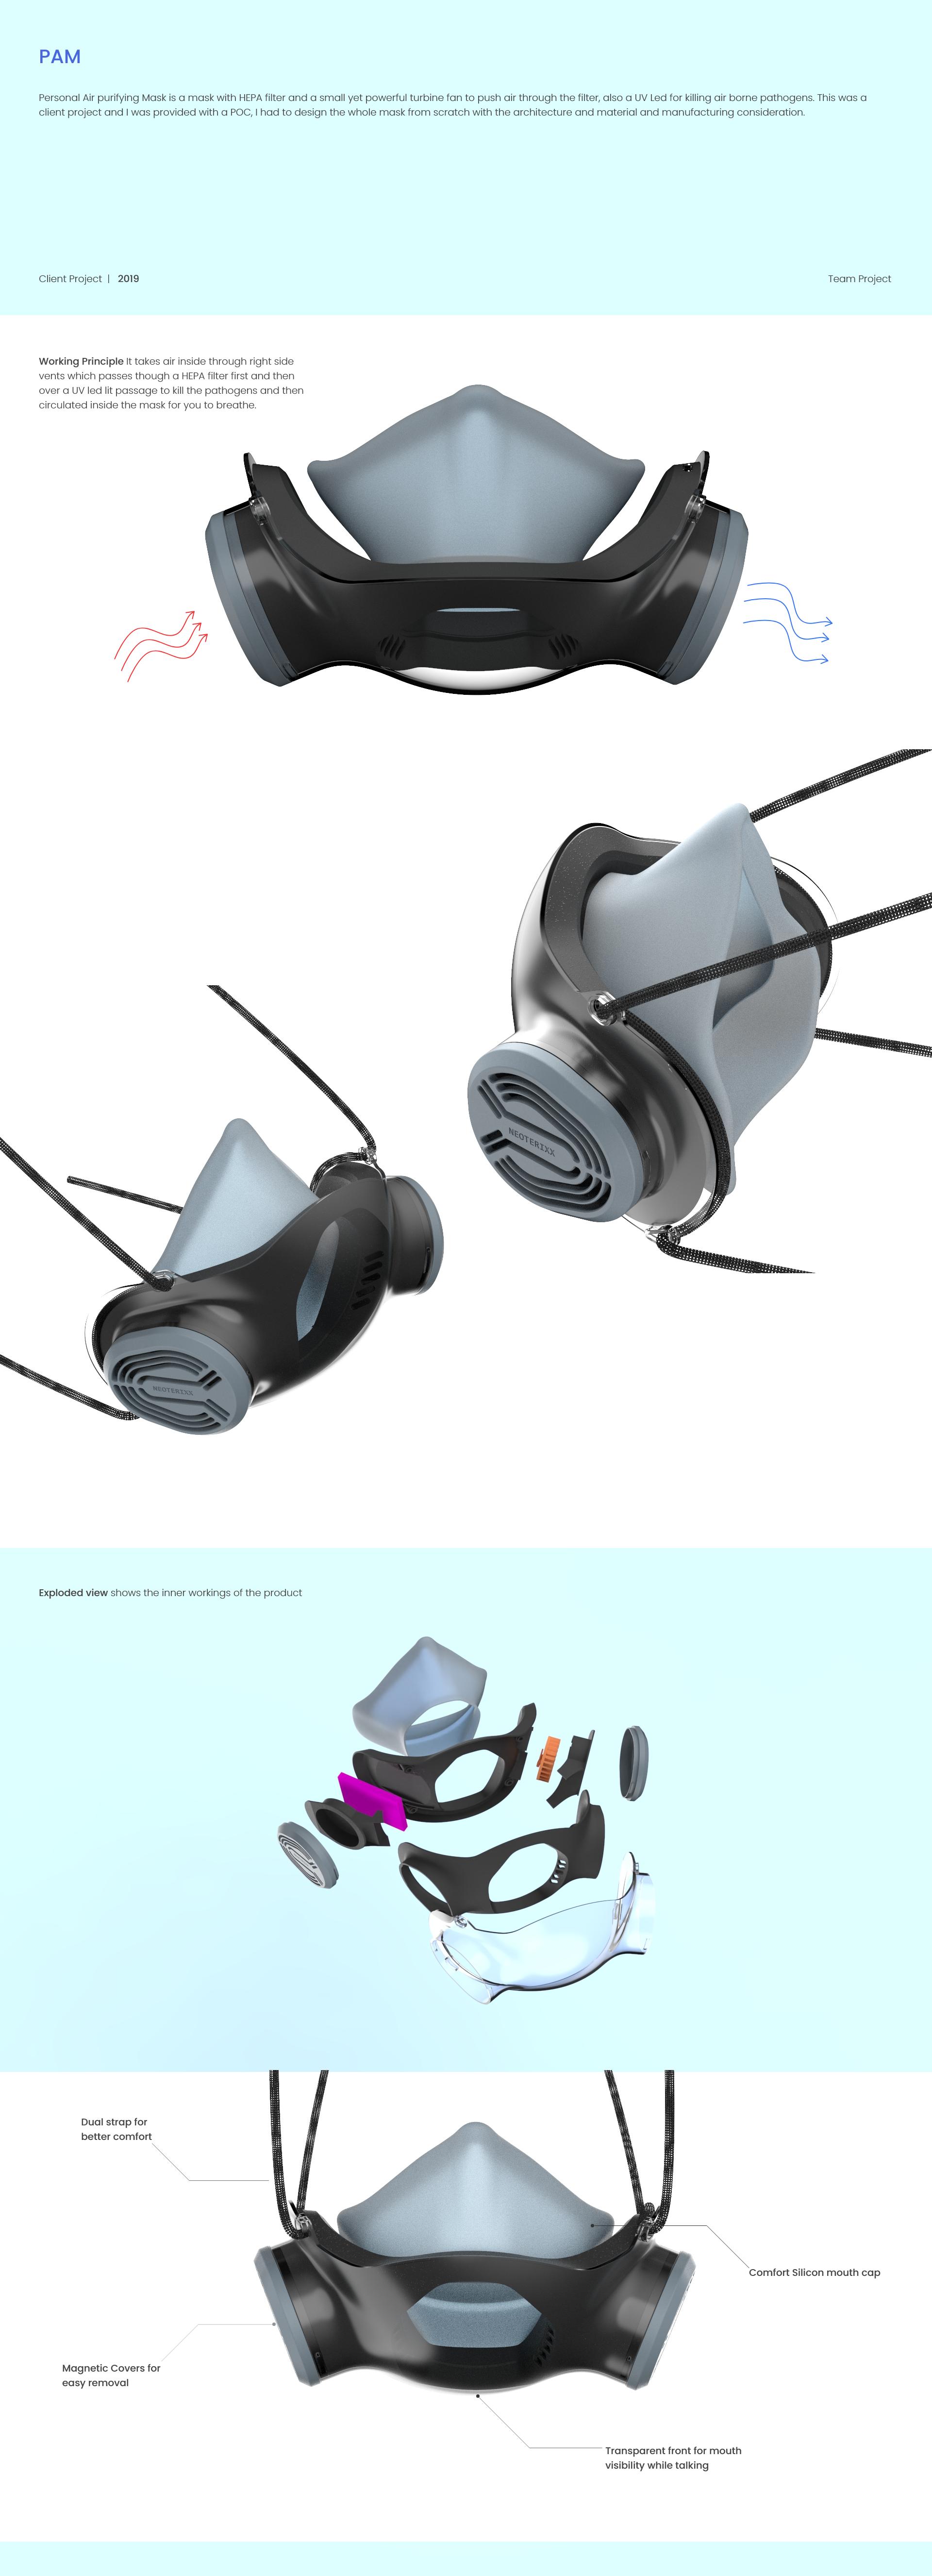 PAM
Personal Air purifying Mask is a mask with HEPA filter and a small yet powerful turbine fan to push air through the filter, also a UV Led for killing air borne pathogens. This was a
client project and I was provided with a POC, I had to design the whole mask from scratch with the architecture and material and manufacturing consideration.
Client Project | 2019
Team Project
Working Principle It takes air inside through right side
vents which passes though a HEPA filter first and then
over a UV led lit passage to kill the pathogens and then
circulated inside the mask for you to breathe.
NEOTERIXX
NEOTERIXX
Exploded view shows the inner workings of the product
Dual strap for
better comfort
Comfort Silicon mouth cap
Magnetic Covers for
easy removal
Transparent front for mouth
visibility while talking